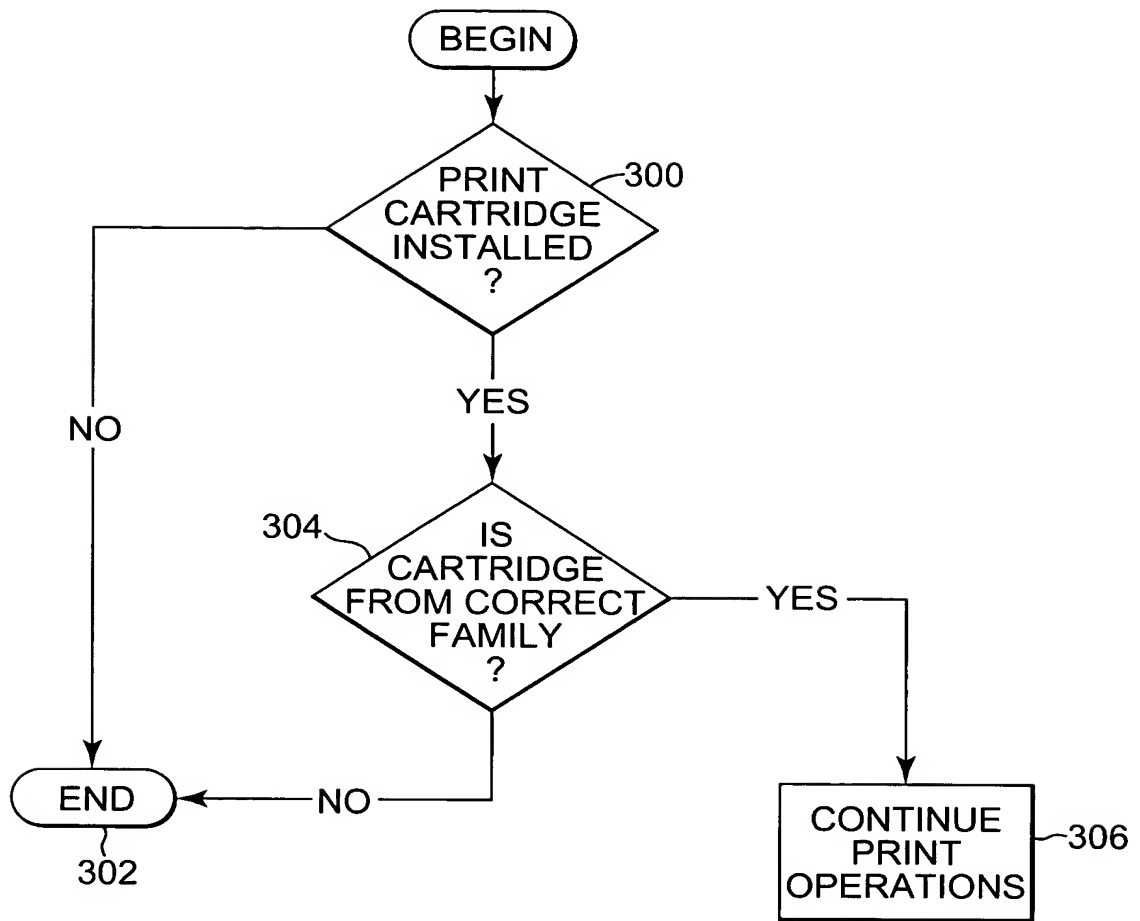 BEGIN
PRINT
CARTRIDGE
INSTALLED
?
300
NO
YES
304
IS
CARTRIDGE
FROM CORRECT
FAMILY
?
YES
END
302
NO
CONTINUE
PRINT
OPERATIONS
306